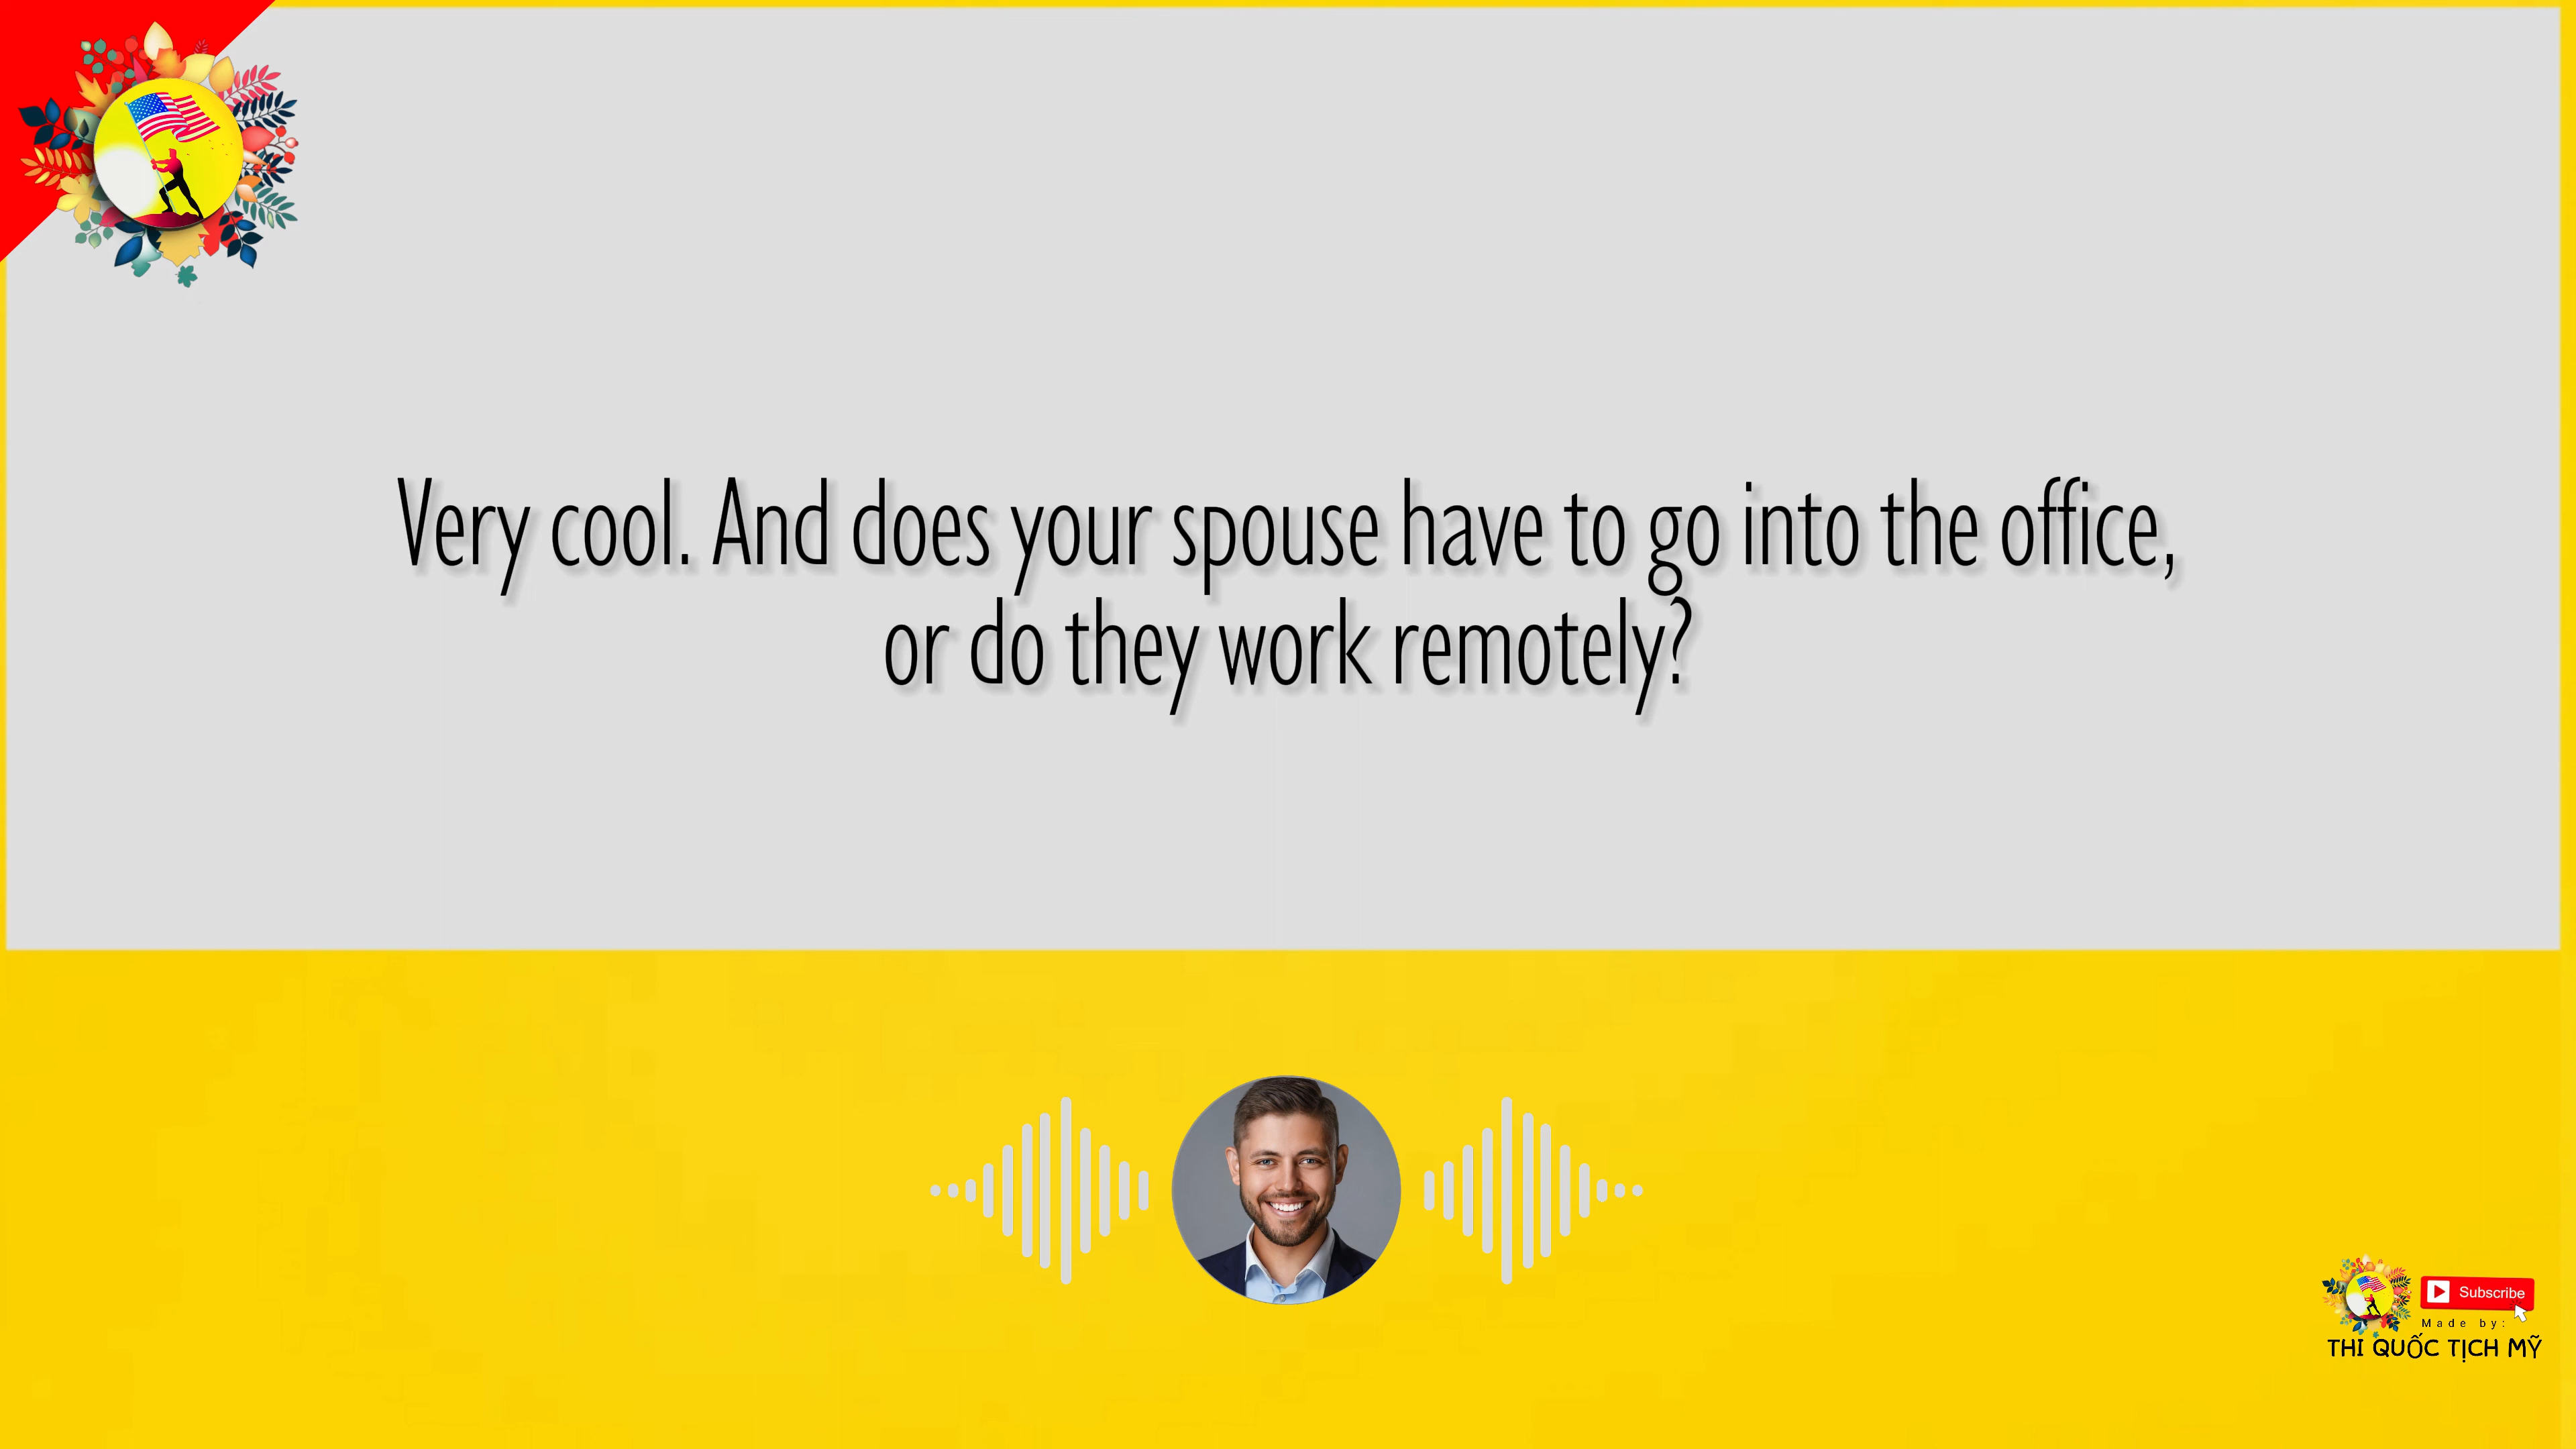 Very cool. And does your spouse have to go into the office,
or do they work remotely?
Subscribe
Made by:
THI QUỐC TỊCH MỸ